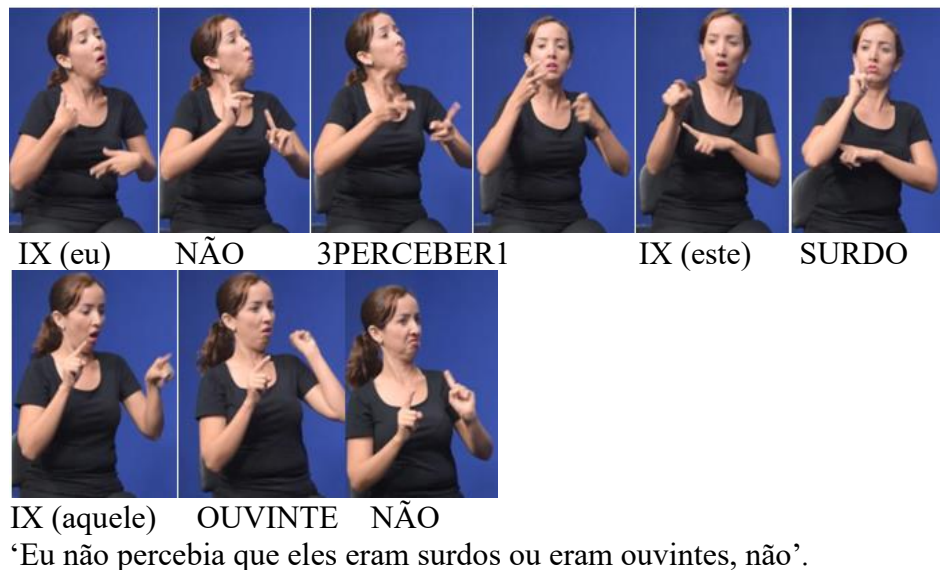 IX (eu) NÃO 3PERCEBER1 IX (este) SURDO
IX (aquele) OUVINTE NÃO
‘Eu não percebia que eles eram surdos ou eram ouvintes, não’.